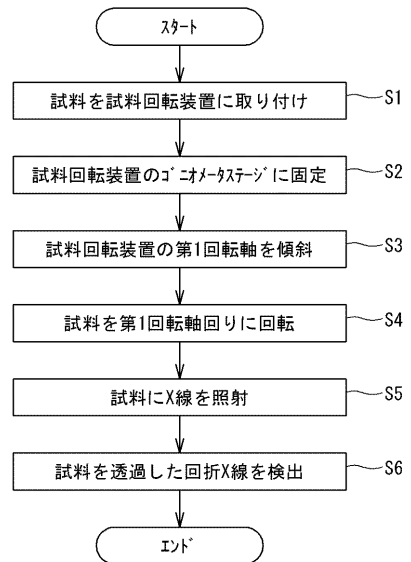 ｽﾀｰﾄ
試料を試料回転装置に取り付け
S1
試料回転装置のｺﾞﾆｵﾒｰﾀｽﾃｰｼﾞに固定
S2
試料回転装置の第1回転軸を傾斜
S3
試料を第1回転軸回りに回転
S4
試料にX線を照射
S5
試料を透過した回折X線を検出
S6
ｴﾝﾄﾞ